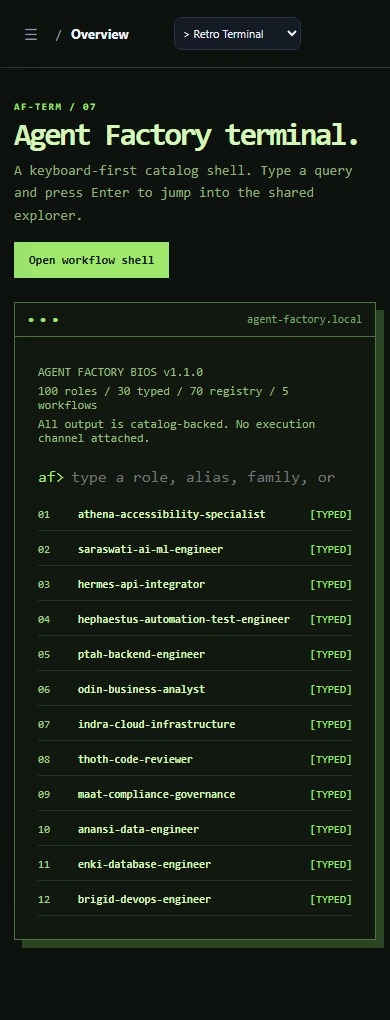 ☰ / Overview > Retro Terminal
AF-TERM / 07
Agent Factory terminal.
A keyboard-first catalog shell. Type a query
and press Enter to jump into the shared
explorer.
Open workflow shell
agent-factory.local
AGENT FACTORY BIOS v1.1.0
100 roles / 30 typed / 70 registry / 5
workflows
All output is catalog-backed. No execution
channel attached.
af> type a role, alias, family, or
01 athena-accessibility-specialist [TYPED]
02 saraswati-ai-ml-engineer [TYPED]
03 hermes-api-integrator [TYPED]
04 hephaestus-automation-test-engineer [TYPED]
05 ptah-backend-engineer [TYPED]
06 odin-business-analyst [TYPED]
07 indra-cloud-infrastructure [TYPED]
08 thoth-code-reviewer [TYPED]
09 maat-compliance-governance [TYPED]
10 anansi-data-engineer [TYPED]
11 enki-database-engineer [TYPED]
12 brigid-devops-engineer [TYPED]